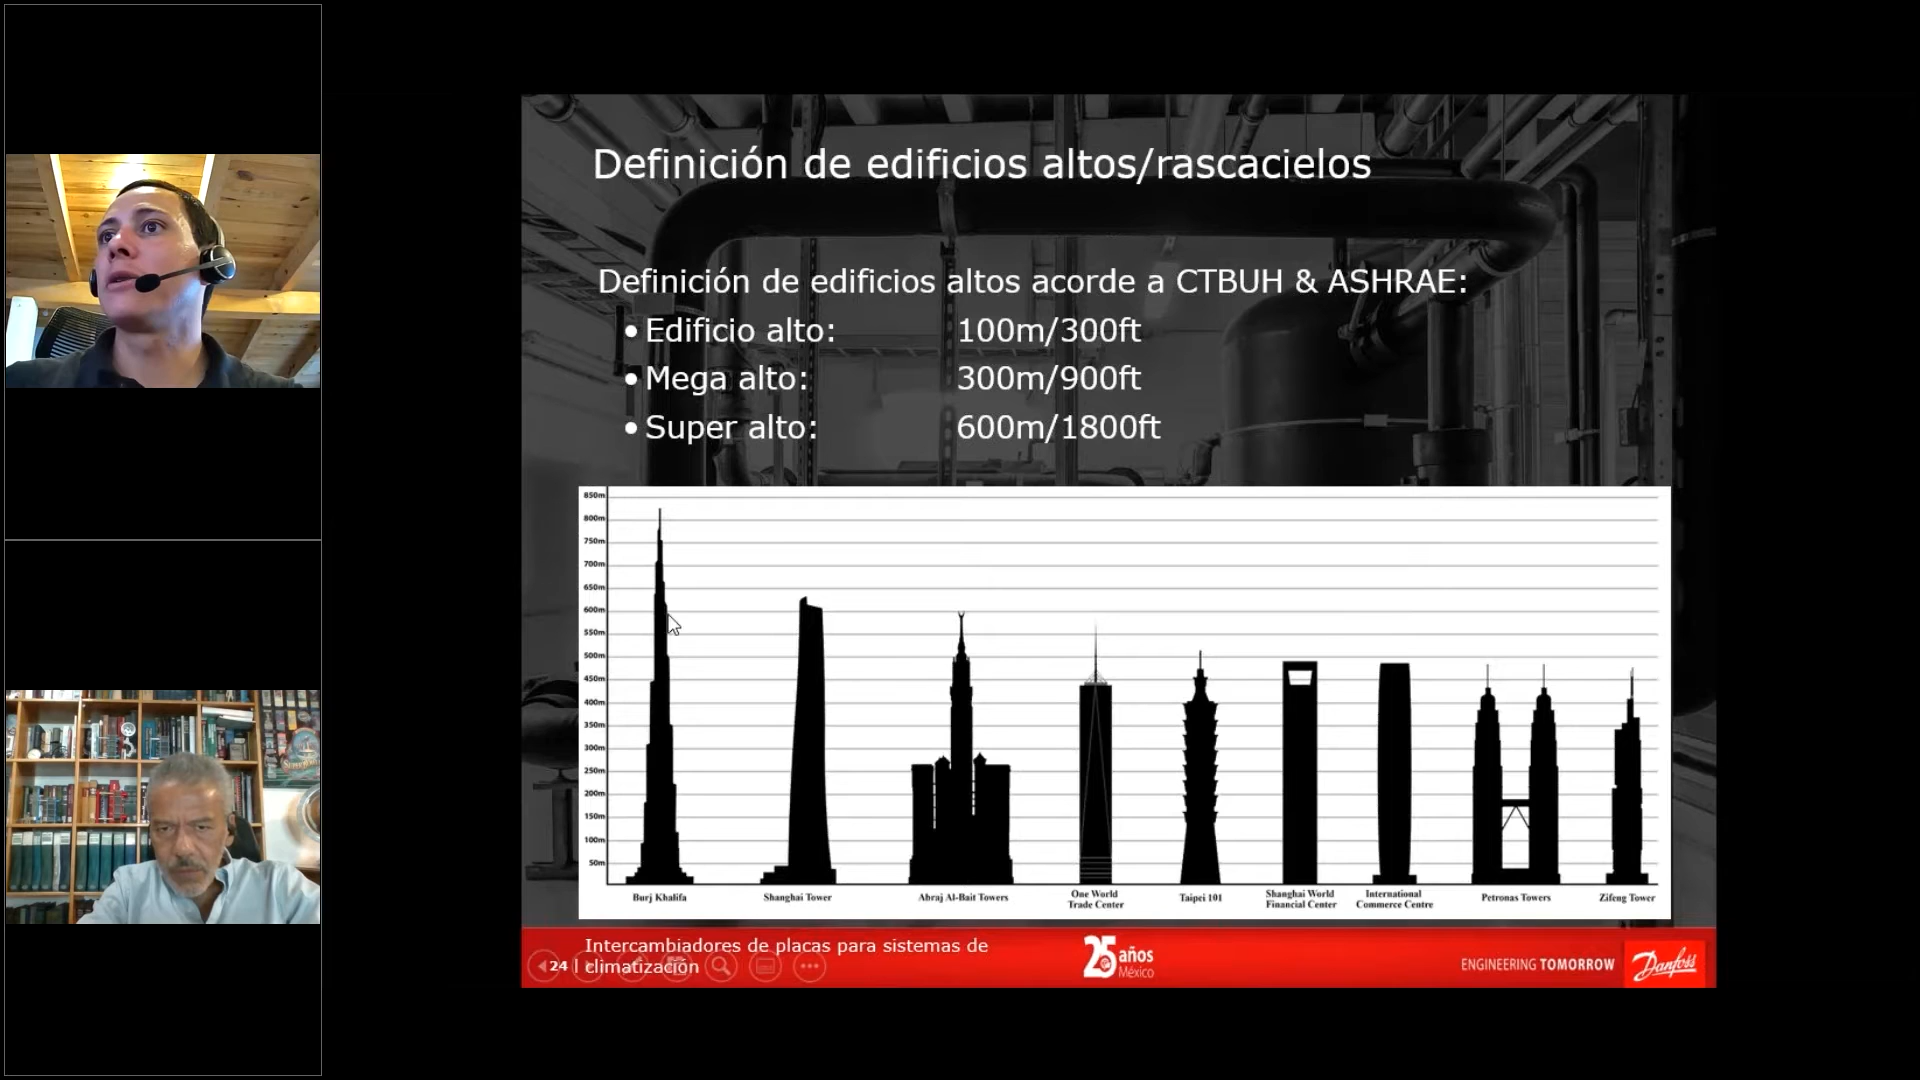 Definición de edificios altos/rascacielos
Definición de edificios altos acorde a CTBUH & ASHRAE:
• Edificio alto: 100m/300ft
• Mega alto: 300m/900ft
• Super alto: 600m/1800ft
850m
800m
750m
700m
650m
600m
550m
500m
450m
400m
350m
300m
250m
200m
150m
100m
50m
Burj Khalifa
Shanghai Tower
Abraj Al-Bait Towers
One World
Trade Center
Taipei 101
Shanghai World
Financial Center
International
Commerce Centre
Petronas Towers
Zifeng Tower
Intercambiadores de placas para sistemas de
24 | climatización
25 años
México
ENGINEERING TOMORROW
Danfoss